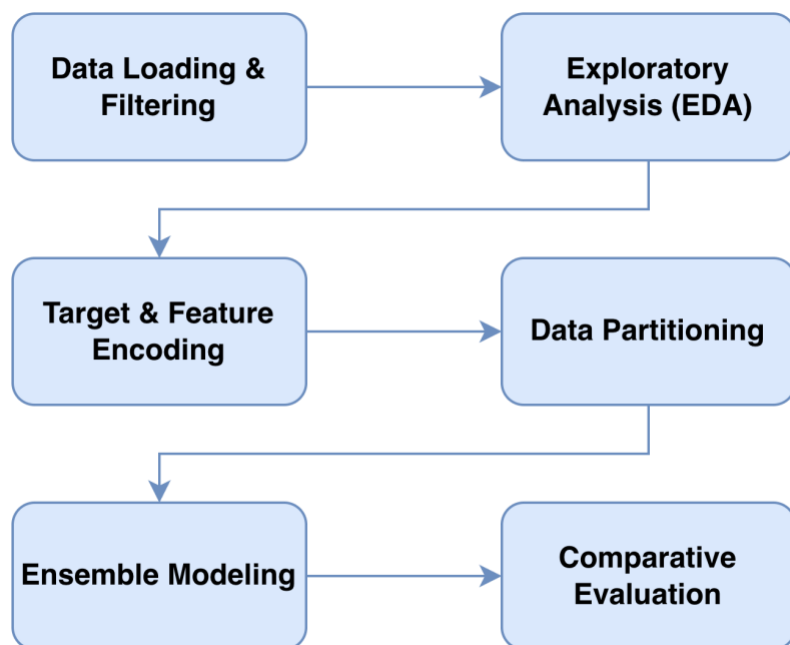 Data Loading &
Filtering
Exploratory
Analysis (EDA)
Target & Feature
Encoding
Data Partitioning
Ensemble Modeling
Comparative
Evaluation